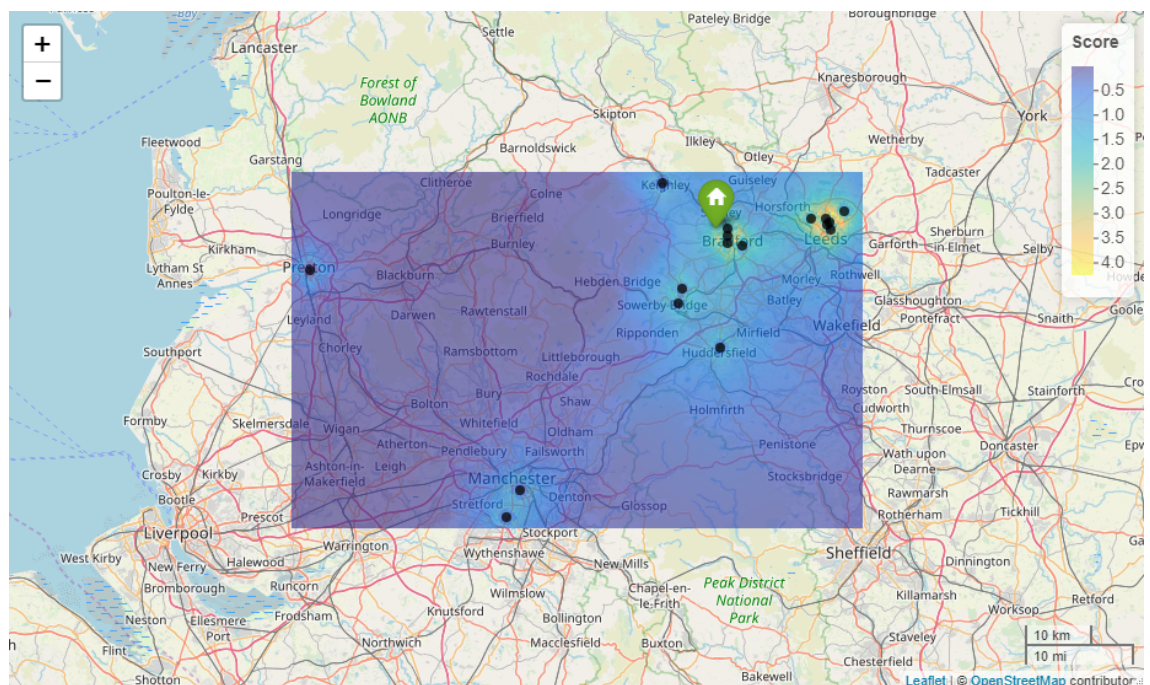 Bay
Pateley Bridge
Boroughbridge
Settle
Lancaster
+
−
Score
Forest of
Bowland
AONB
Knaresborough
0.5
1.0
1.5
2.0
2.5
3.0
3.5
4.0
York
Skipton
Fleetwood
Barnoldswick
Ilkley
Wetherby
Garstang
Otley
Tadcaster
Poulton-le-
Fylde
Clitheroe
Colne
Keighley
Guiseley
Longridge
Brierfield
Horsforth
Kirkham
Burnley
Bradford
Leeds
Garforth
Sherburn
in-Elmet
Selby
Lytham St
Annes
Preston
Blackburn
Hebden Bridge
Morley
Rothwell
Leyland
Darwen
Rawtenstall
Sowerby Bridge
Batley
Glasshoughton
Pontefract
Snaith
Goole
Southport
Chorley
Ramsbottom
Littleborough
Ripponden
Mirfield
Wakefield
Huddersfield
Rochdale
Formby
Skelmersdale
Wigan
Bolton
Bury
Shaw
Holmfirth
Royston
South Elmsall
Stainforth
Cudworth
Whitefield
Oldham
Thurnscoe
Atherton
Pendlebury
Failsworth
Penistone
Doncaster
Crosby
Kirkby
Ashton-in-
Makerfield
Leigh
Manchester
Denton
Stocksbridge
Wath upon
Dearne
Bootle
Prescot
Stretford
Glossop
Rawmarsh
Liverpool
Stockport
Rotherham
Tickhill
West Kirby
Warrington
Wythenshawe
New Mills
Sheffield
New Ferry
Halewood
Dinnington
Bromborough
Runcorn
Wilmslow
Chapel-en-
le-Frith
Peak District
National
Park
Killamarsh
Retford
Neston
Ellesmere
Port
Frodsham
Knutsford
Bollington
Worksop
Flint
Northwich
Macclesfield
Buxton
Staveley
10 km
10 mi
Shotton
Bakewell
Chesterfield
Leaflet | © OpenStreetMap contributor